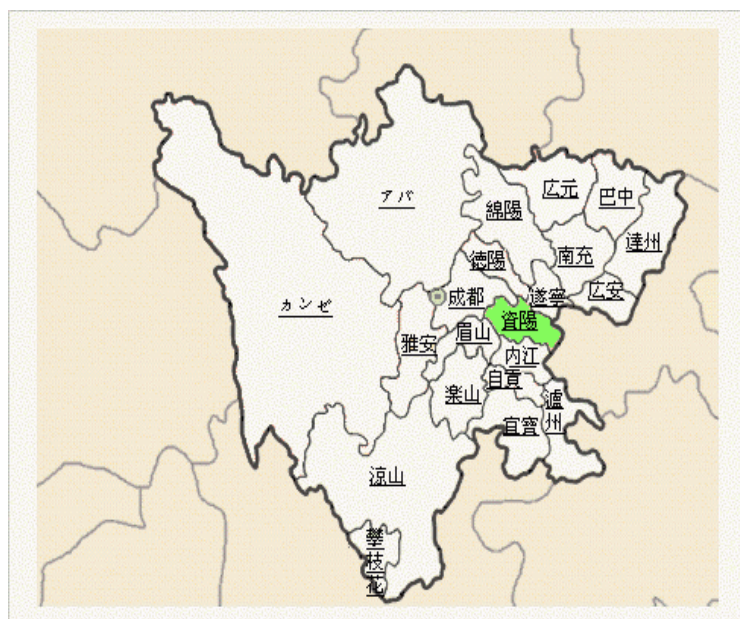 アバ
広元
巴中
綿陽
達州
南充
徳陽
広安
遂寧
成都
カンゼ
資陽
眉山
雅安
内江
自貢
楽山
瀘州
宜賓
涼山
攀枝花